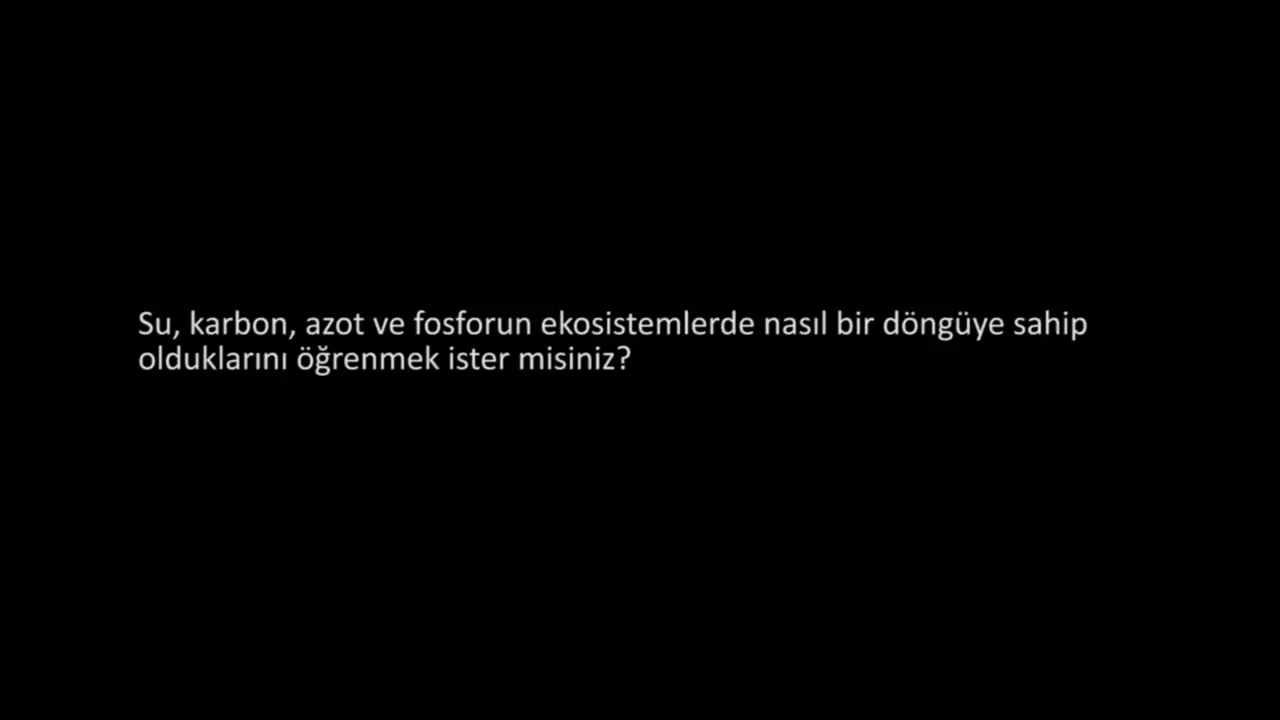 Su, karbon, azot ve fosforun ekosistemlerde nasıl bir döngüye sahip
olduklarını öğrenmek ister misiniz?